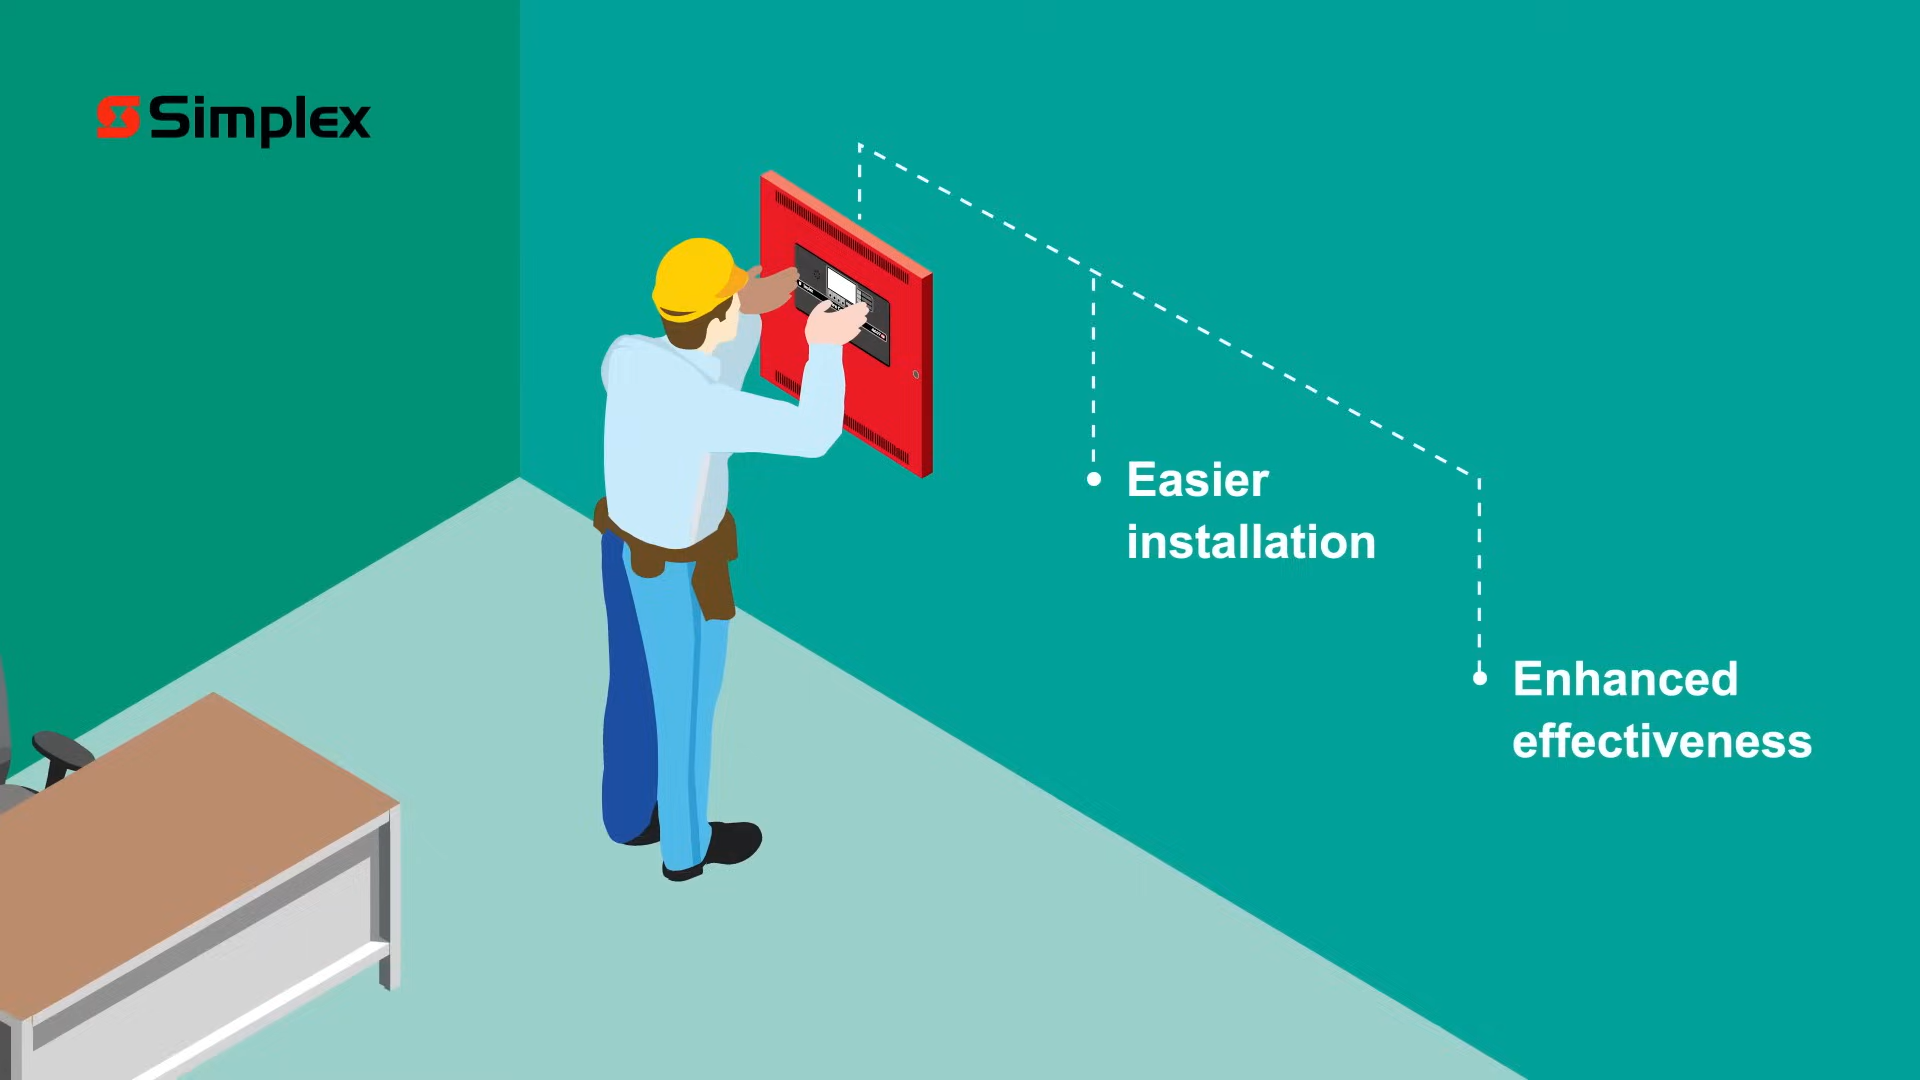 Simplex
Easier
installation
Enhanced
effectiveness